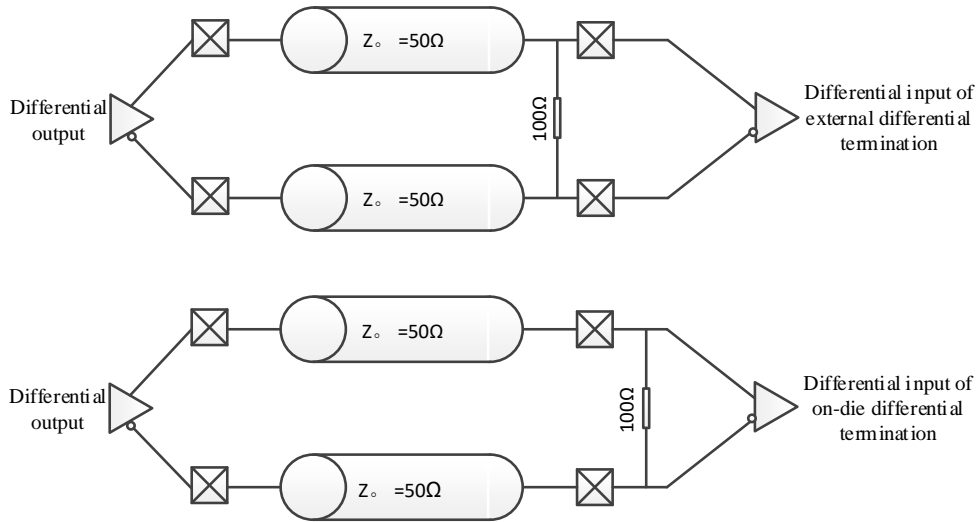 Z。 =50Ω
Differential
output
100Ω
Differential input of
external differential
termination
Z。 =50Ω
Z。 =50Ω
Differential
output
100Ω
Differential input of
on-die differential
termination
Z。 =50Ω